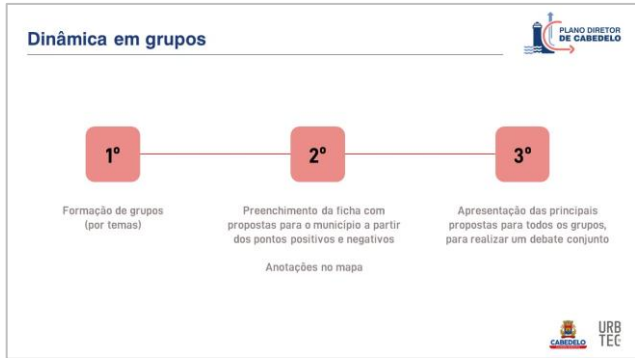 Dinâmica em grupos
PLANO DIRETOR
DE CABEDELO
1º
2º
3º
Formação de grupos
(por temas)
Preenchimento da ficha com
propostas para o município a partir
dos pontos positivos e negativos
Anotações no mapa
Apresentação das principais
propostas para todos os grupos,
para realizar um debate conjunto
CABEDELO
URB
TEC